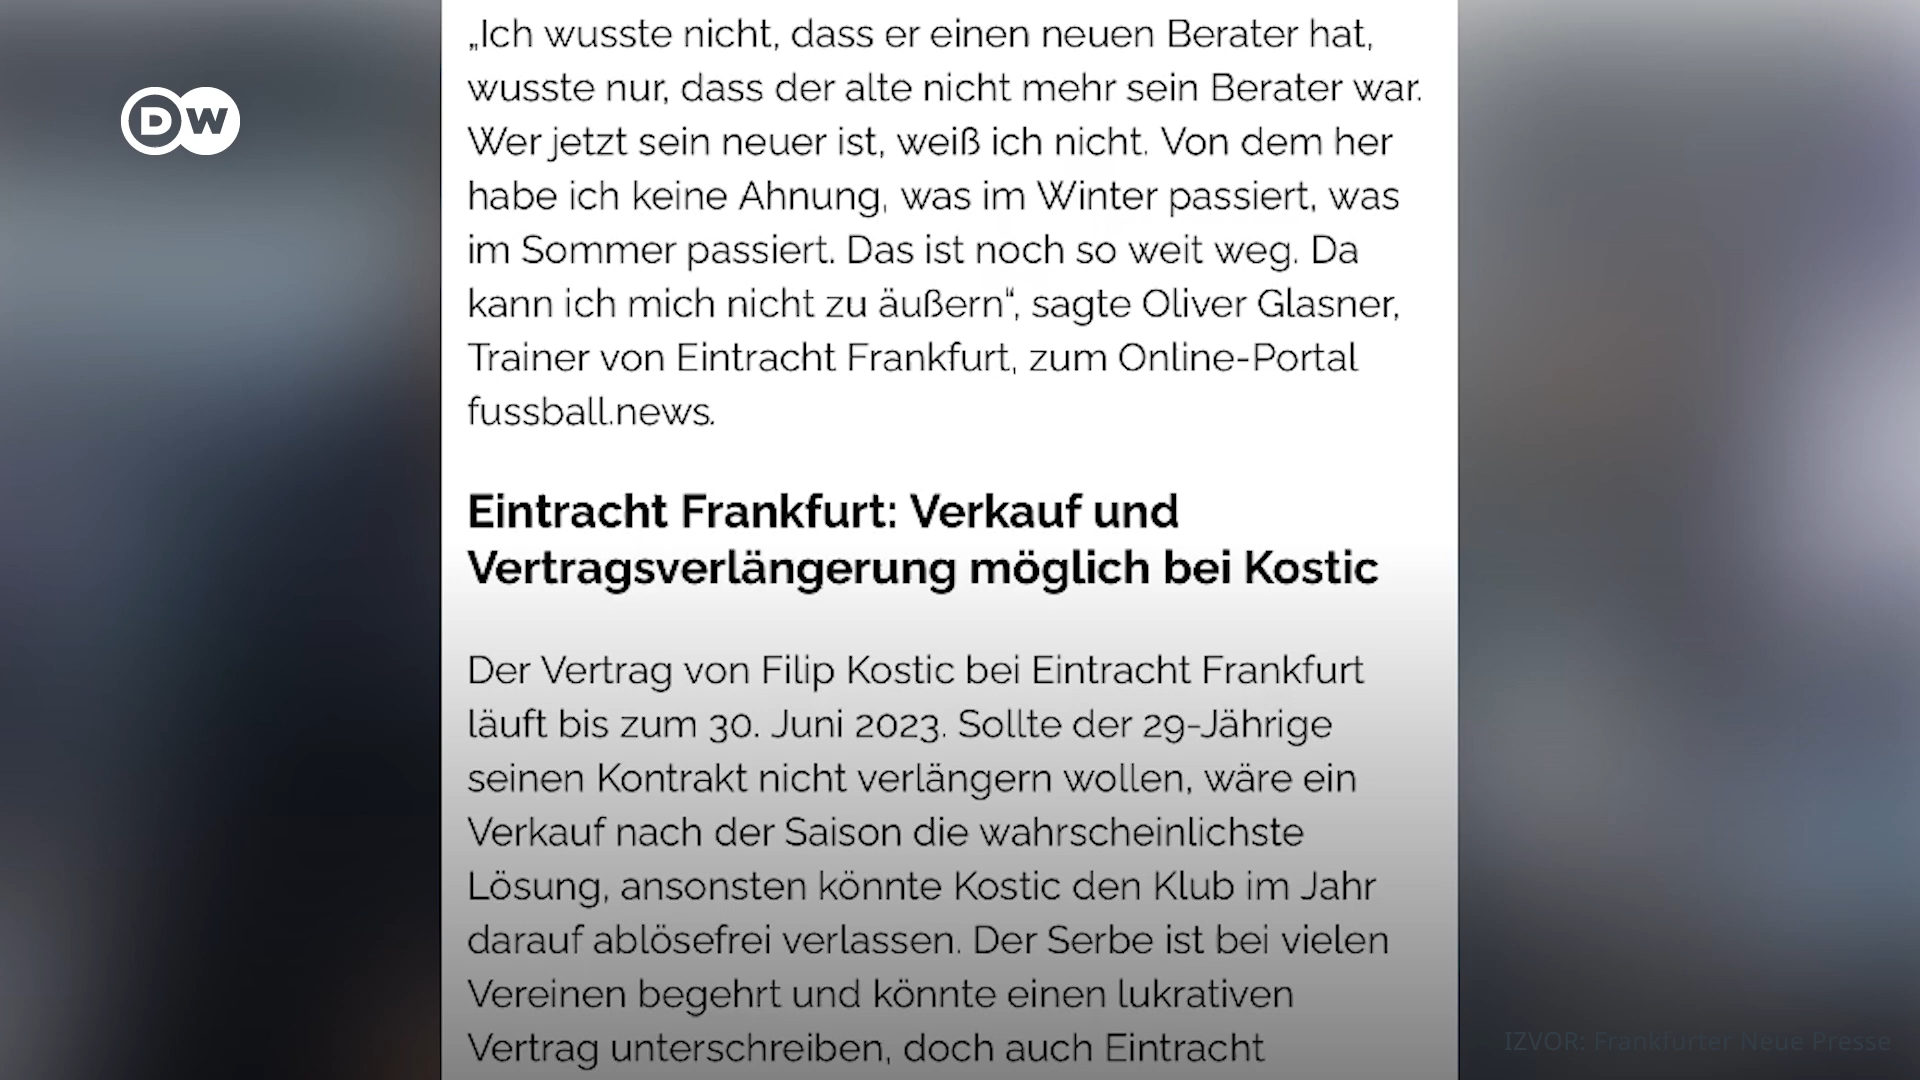 „Ich wusste nicht, dass er einen neuen Berater hat,
wusste nur, dass der alte nicht mehr sein Berater war.
Wer jetzt sein neuer ist, weiß ich nicht. Von dem her
habe ich keine Ahnung, was im Winter passiert, was
im Sommer passiert. Das ist noch so weit weg. Da
kann ich mich nicht zu äußern“, sagte Oliver Glasner,
Trainer von Eintracht Frankfurt, zum Online-Portal
fussball.news.
Eintracht Frankfurt: Verkauf und
Vertragsverlängerung möglich bei Kostic
Der Vertrag von Filip Kostic bei Eintracht Frankfurt
läuft bis zum 30. Juni 2023. Sollte der 29-Jährige
seinen Kontrakt nicht verlängern wollen, wäre ein
Verkauf nach der Saison die wahrscheinlichste
Lösung, ansonsten könnte Kostic den Klub im Jahr
darauf ablösefrei verlassen. Der Serbe ist bei vielen
Vereinen begehrt und könnte einen lukrativen
Vertrag unterschreiben, doch auch Eintracht
DW
IZVOR: Frankfurter Neue Presse